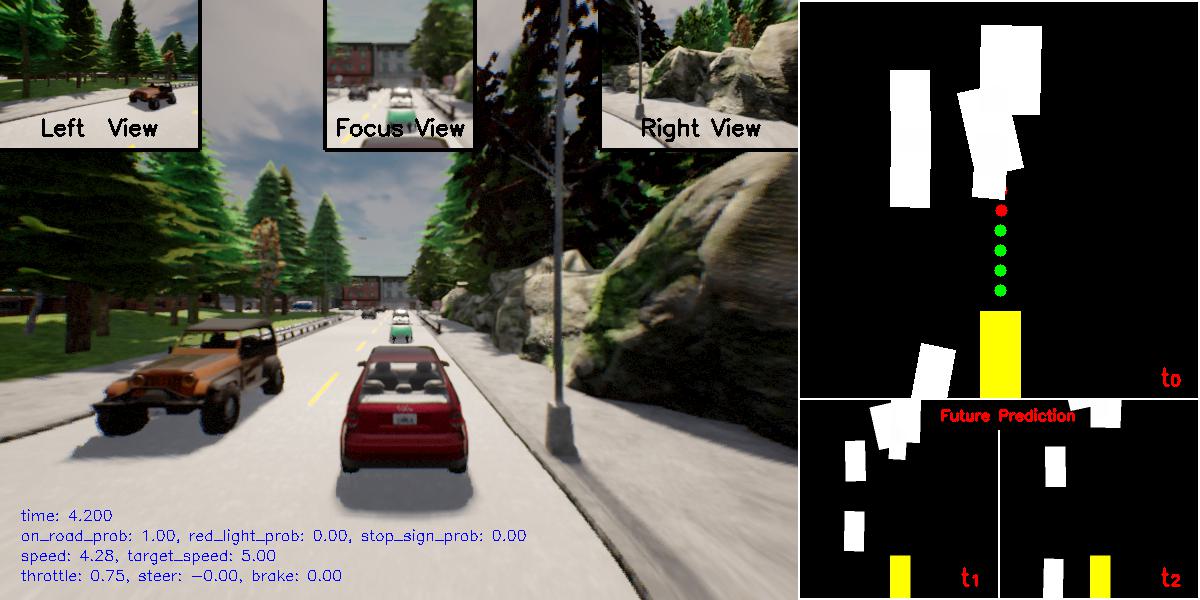 Left View
Focus View
Right View
time: 4.200
on_road_prob: 1.00, red_light_prob: 0.00, stop_sign_prob: 0.00
speed: 4.28, target_speed: 5.00
throttle: 0.75, steer: −0.00, brake: 0.00
t0
Future Prediction
t1
t2